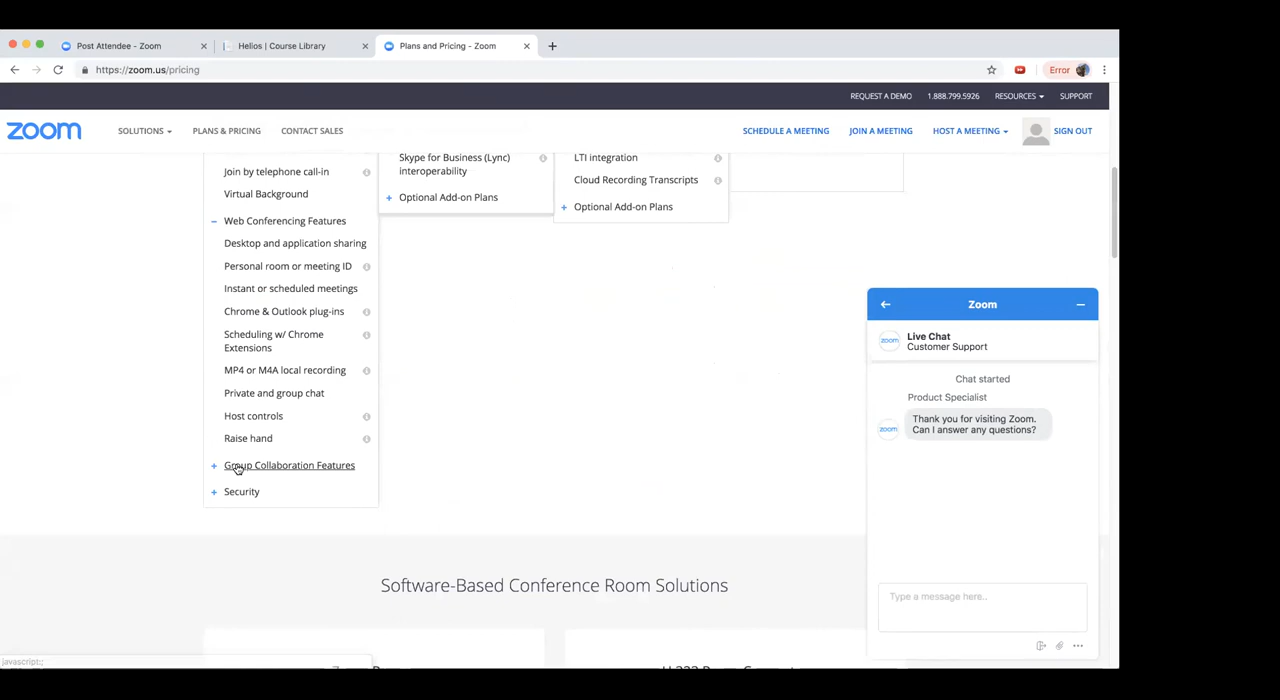 Post Attendee - Zoom
Helios | Course Library
Plans and Pricing - Zoom
https://zoom.us/pricing
Error
REQUEST A DEMO
1.888.799.5926
RESOURCES
SUPPORT
zoom
SOLUTIONS
PLANS & PRICING
CONTACT SALES
SCHEDULE A MEETING
JOIN A MEETING
HOST A MEETING
SIGN OUT
Join by telephone call-in
Virtual Background
- Web Conferencing Features
Desktop and application sharing
Personal room or meeting ID
Instant or scheduled meetings
Chrome & Outlook plug-ins
Scheduling w/ Chrome
Extensions
MP4 or M4A local recording
Private and group chat
Host controls
Raise hand
+ Group Collaboration Features
+ Security
Skype for Business (Lync)
interoperability
+ Optional Add-on Plans
LTI integration
Cloud Recording Transcripts
+ Optional Add-on Plans
Software-Based Conference Room Solutions
Zoom
zoom
Live Chat
Customer Support
Chat started
Product Specialist
zoom
Thank you for visiting Zoom.
Can I answer any questions?
Type a message here..
javascript:;